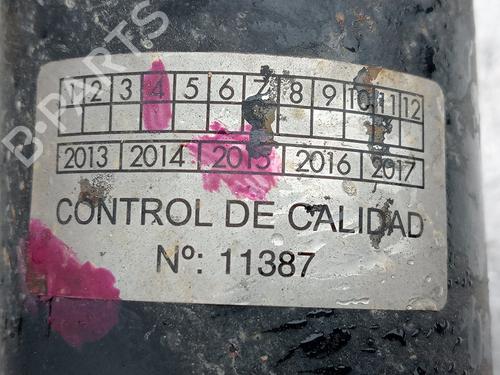 B-PARTS
1 2 3 4 5 6 7 8 9 10 11 12
2013 2014 2015 2016 2017
CONTROL DE CALIDAD
Nº: 11387